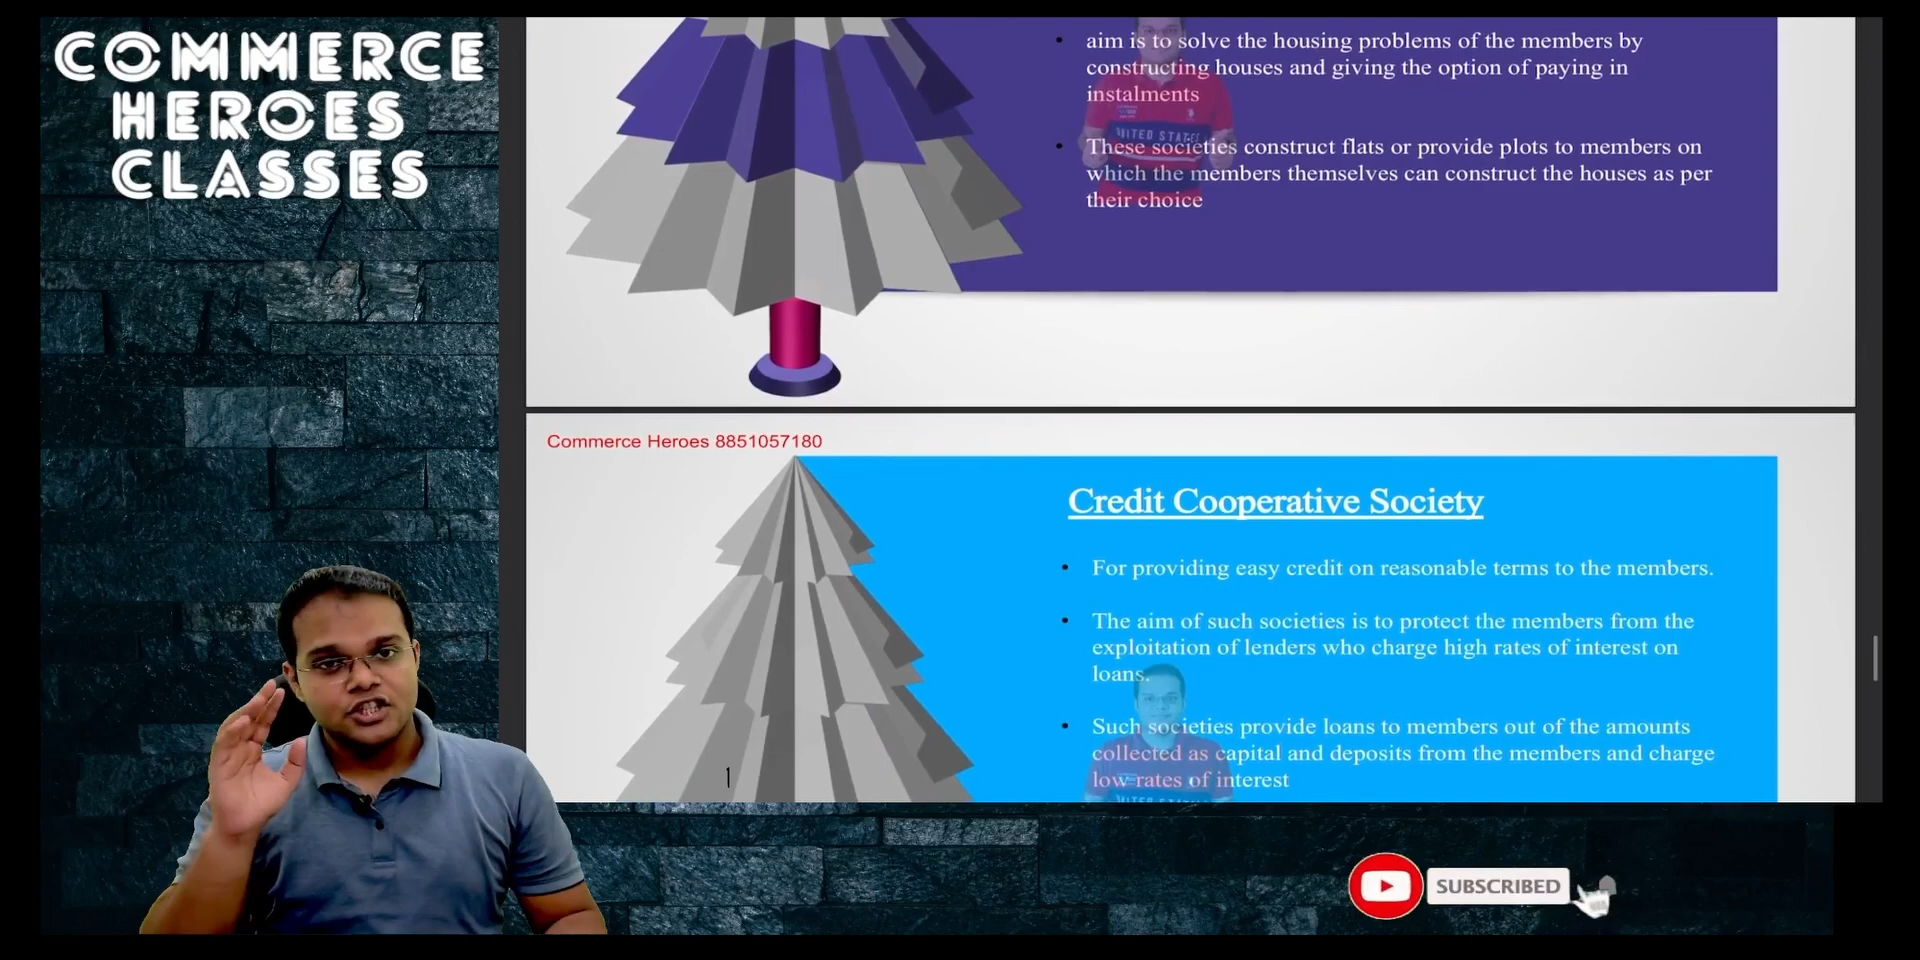 COMMERCE
HEROES
CLASSES
aim is to solve the housing problems of the members by
constructing houses and giving the option of paying in
instalments
These societies construct flats or provide plots to members on
which the members themselves can construct the houses as per
their choice
UNITED STATES
Commerce Heroes 8851057180
Credit Cooperative Society
For providing easy credit on reasonable terms to the members.
The aim of such societies is to protect the members from the
exploitation of lenders who charge high rates of interest on
loans.
Such societies provide loans to members out of the amounts
collected as capital and deposits from the members and charge
low rates of interest
SUBSCRIBED